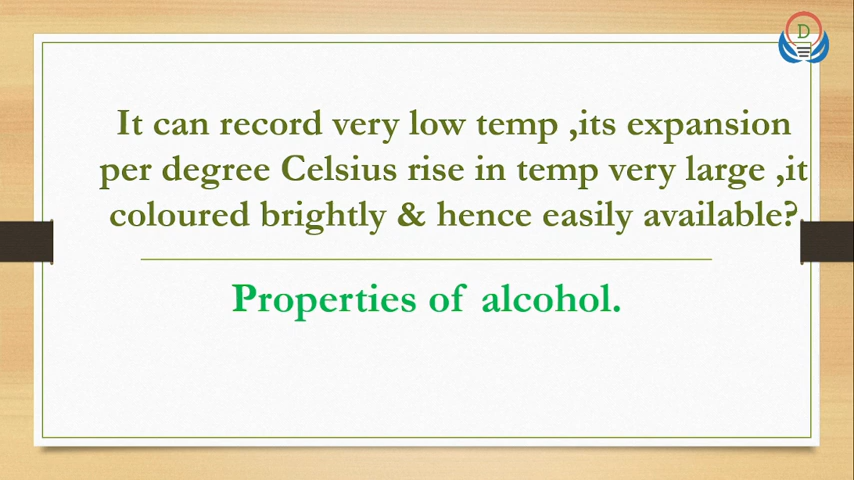 D
It can record very low temp ,its expansion
per degree Celsius rise in temp very large ,it
coloured brightly & hence easily available?
Properties of alcohol.